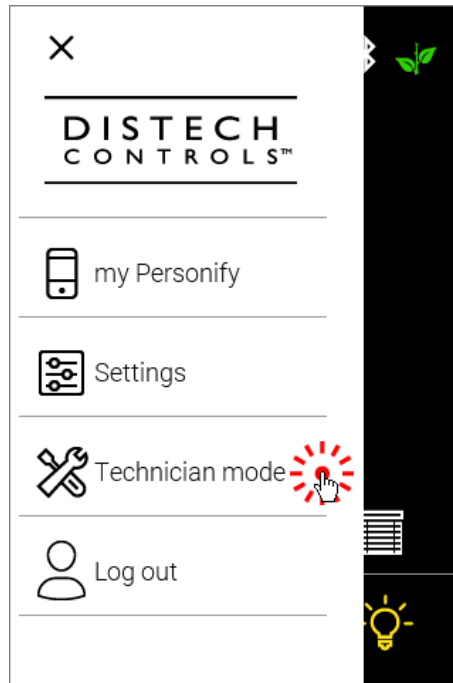 DISTECH
CONTROLS™
my Personify
Settings
Technician mode
Log out